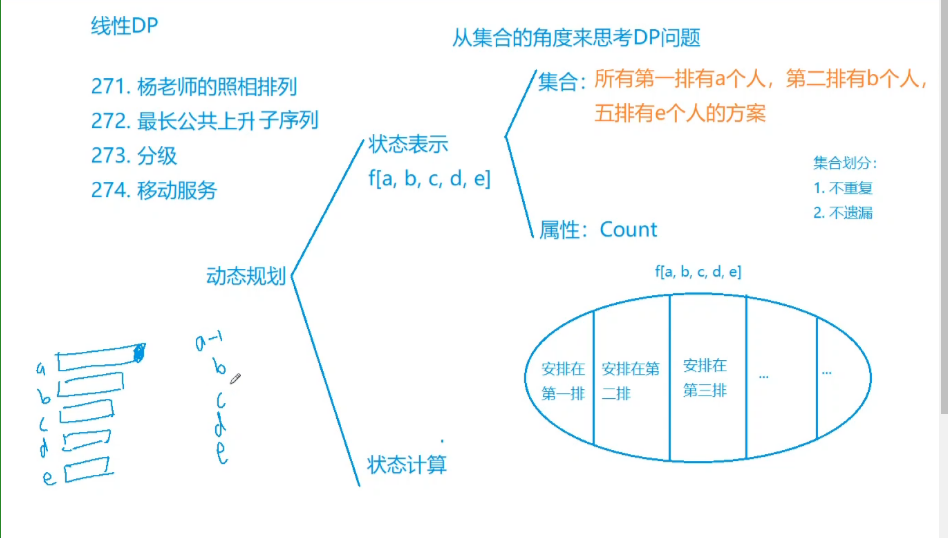 线性DP
从集合的角度来思考DP问题
271. 杨老师的照相排列
272. 最长公共上升子序列
273. 分级
274. 移动服务
集合：所有第一排有a个人，第二排有b个人，
五排有e个人的方案
状态表示
f[a, b, c, d, e]
集合划分：
1. 不重复
2. 不遗漏
属性：Count
动态规划
f[a, b, c, d, e]
安排在
第一排
安排在第
二排
安排在
第三排
...
...
a
b
c
d
e
a-1
b
c
d
e
状态计算